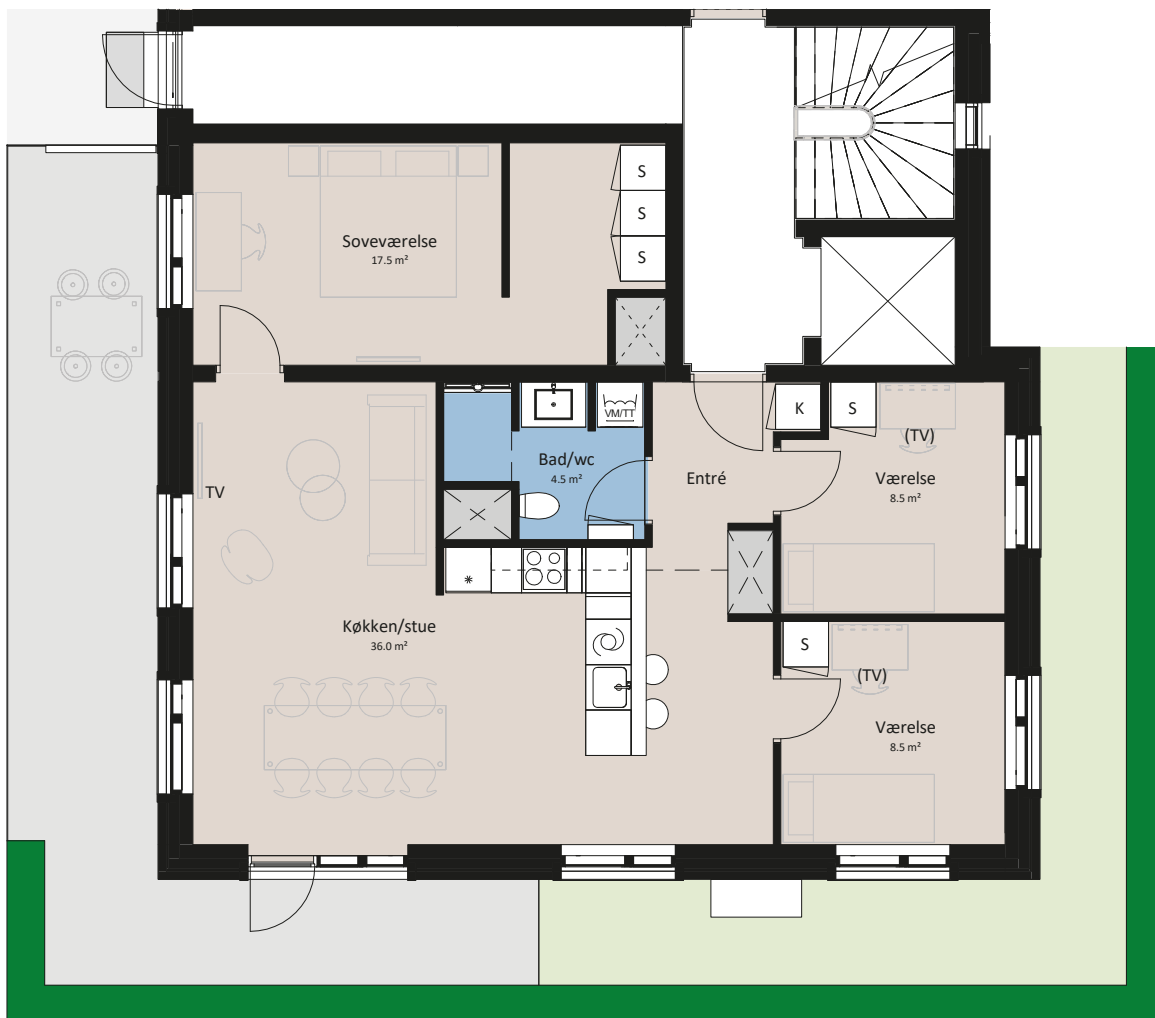 S
S
S
Soveværelse
17.5 m²
K
S
VM/TT
(TV)
Bad/wc
4.5 m²
Entré
Værelse
8.5 m²
TV
Køkken/stue
36.0 m²
S
(TV)
Værelse
8.5 m²